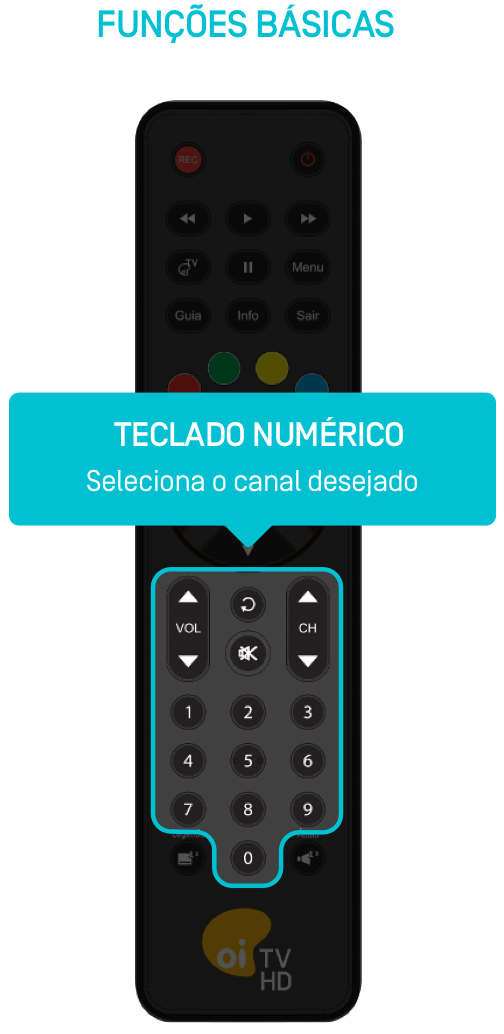 FUNÇÕES BÁSICAS
REC
TV
Menu
Guia Info Sair
TECLADO NUMÉRICO
Seleciona o canal desejado
VOL CH
1 2 3
4 5 6
7 8 9
0
oi TV
HD